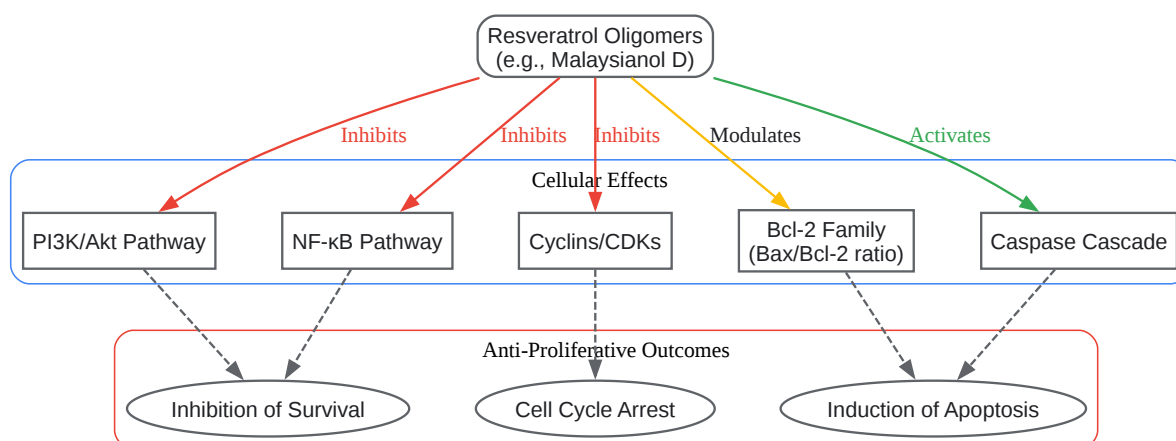 Resveratrol Oligomers
(e.g., Malaysianol D)
Inhibits
Inhibits
Inhibits
Modulates
Activates
Cellular Effects
PI3K/Akt Pathway
NF-κB Pathway
Cyclins/CDKs
Bcl-2 Family
(Bax/Bcl-2 ratio)
Caspase Cascade
Anti-Proliferative Outcomes
Inhibition of Survival
Cell Cycle Arrest
Induction of Apoptosis